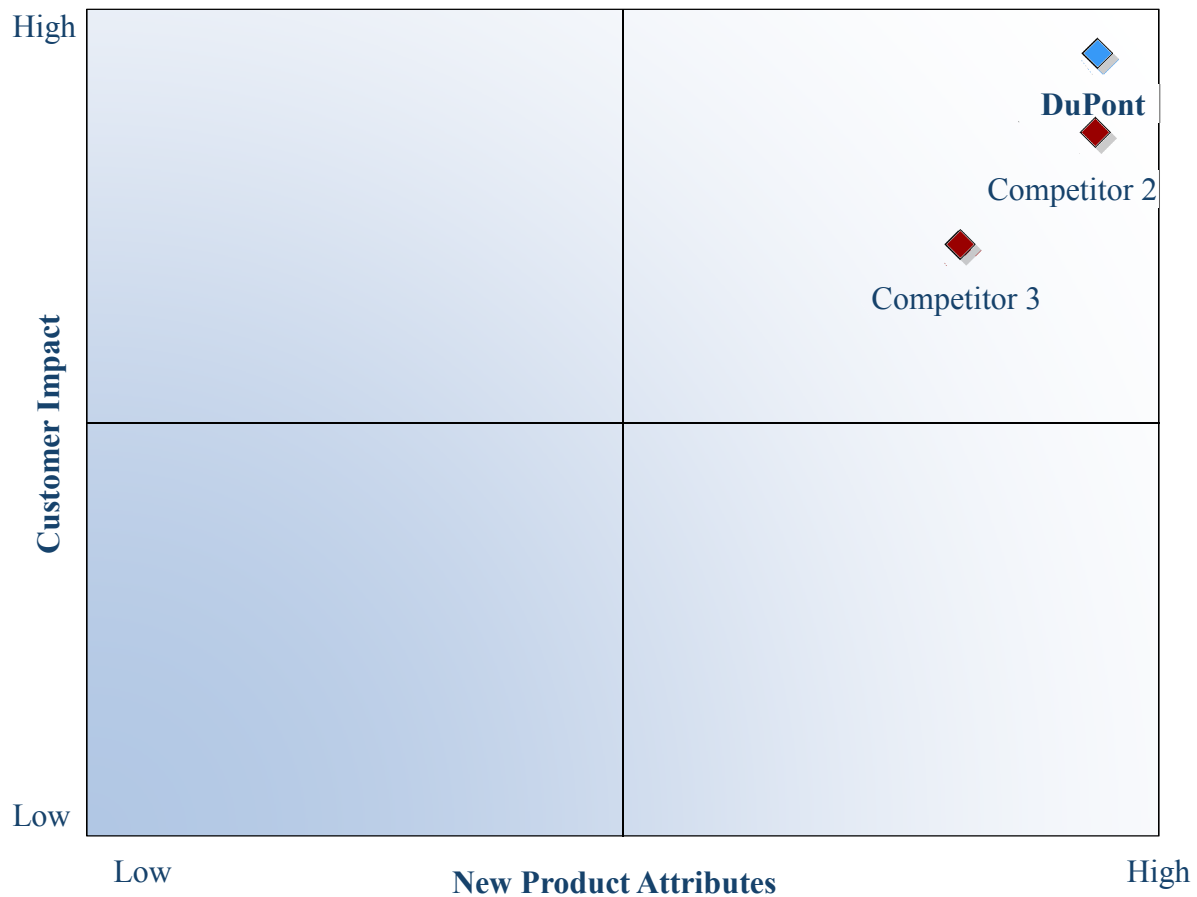 High
DuPont
Competitor 2
Competitor 3
Customer Impact
Low
Low
New Product Attributes
High